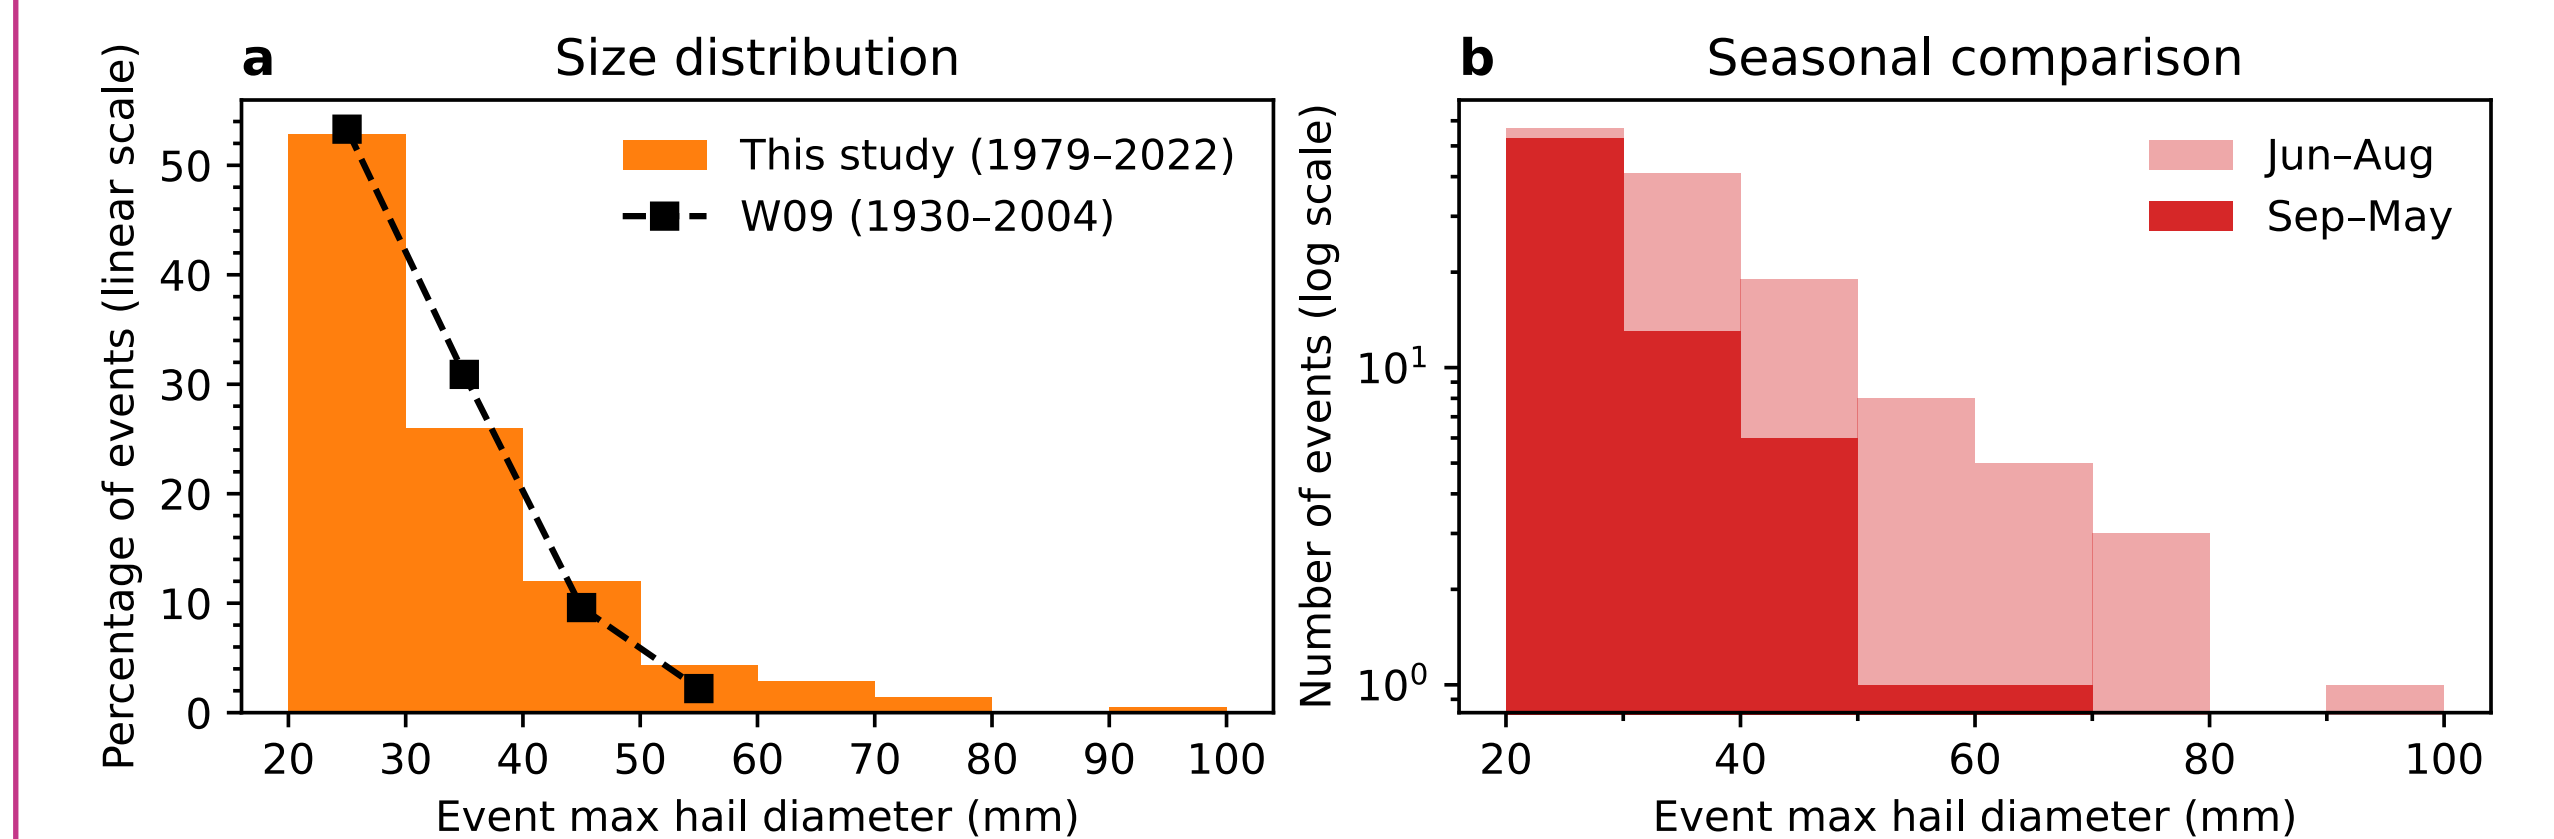 a
Size distribution
Percentage of events (linear scale)
50
40
30
20
10
0
This study (1979–2022)
W09 (1930–2004)
20 30 40 50 60 70 80 90 100
Event max hail diameter (mm)
b
Seasonal comparison
Number of events (log scale)
10¹
10⁰
Jun–Aug
Sep–May
20 40 60 80 100
Event max hail diameter (mm)